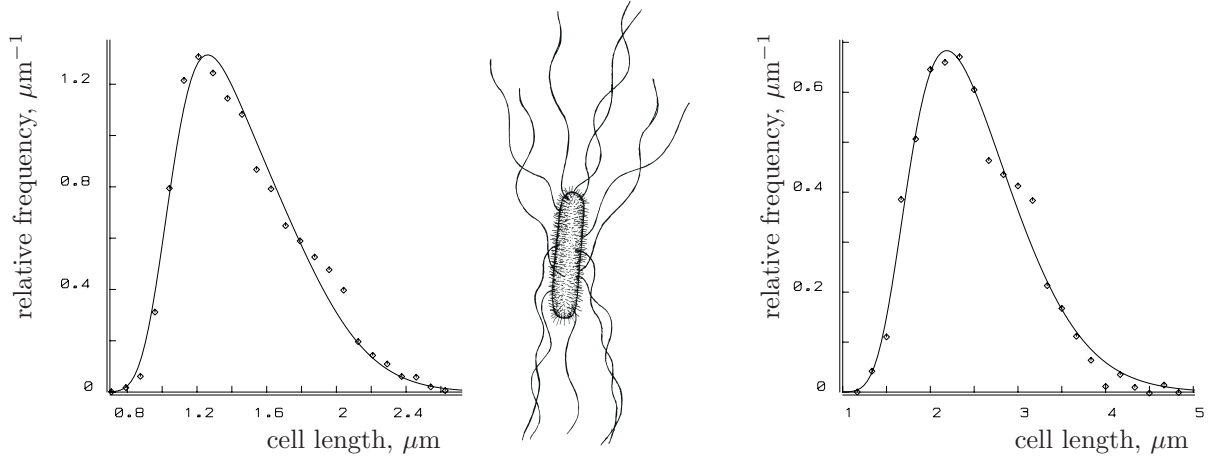 relative frequency, μm⁻¹
1.2
0.8
0.4
0
0.8 1.2 1.6 2 2.4
cell length, μm
relative frequency, μm⁻¹
0.6
0.4
0.2
0
1 2 3 4 5
cell length, μm